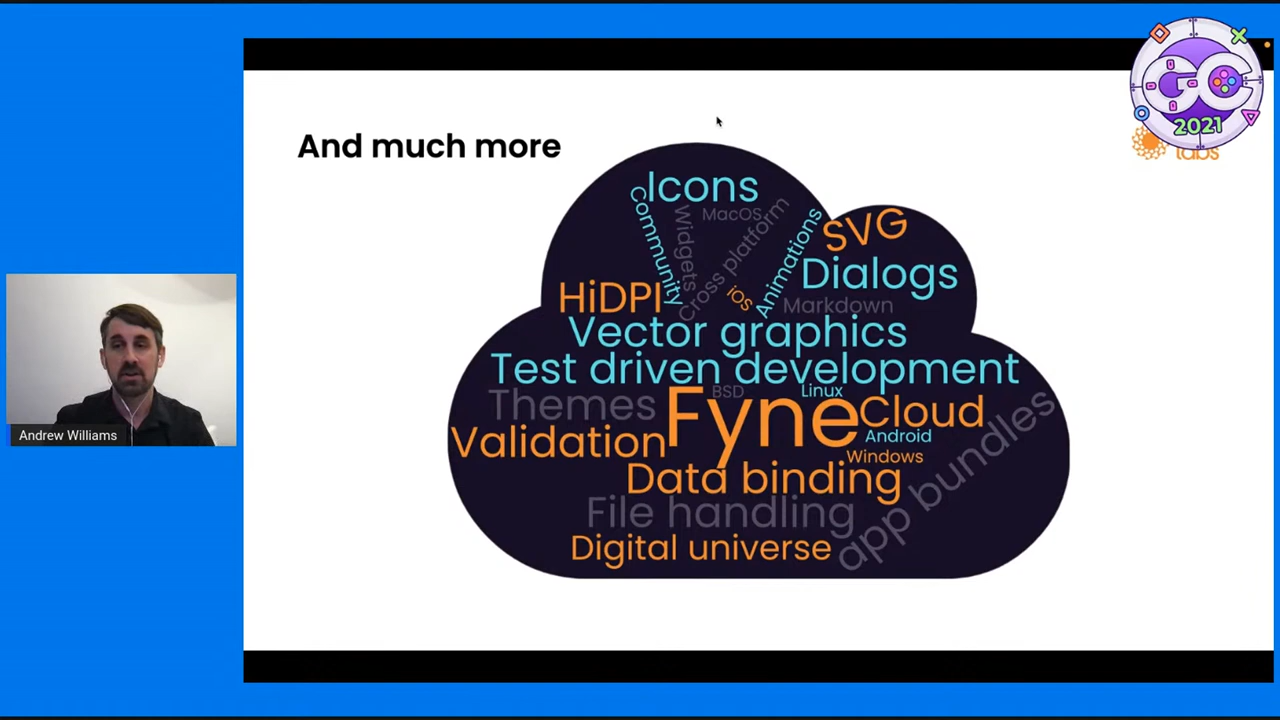 GC
2021
labs
And much more
Icons
Community
Widgets
MacOS
Cross platform
Animations
SVG
Dialogs
HiDPI
iOS
Markdown
Vector graphics
Test driven development
BSD
Linux
Themes
Fyne
Cloud
Android
Validation
Windows
Data binding
app bundles
File handling
Digital universe
Andrew Williams